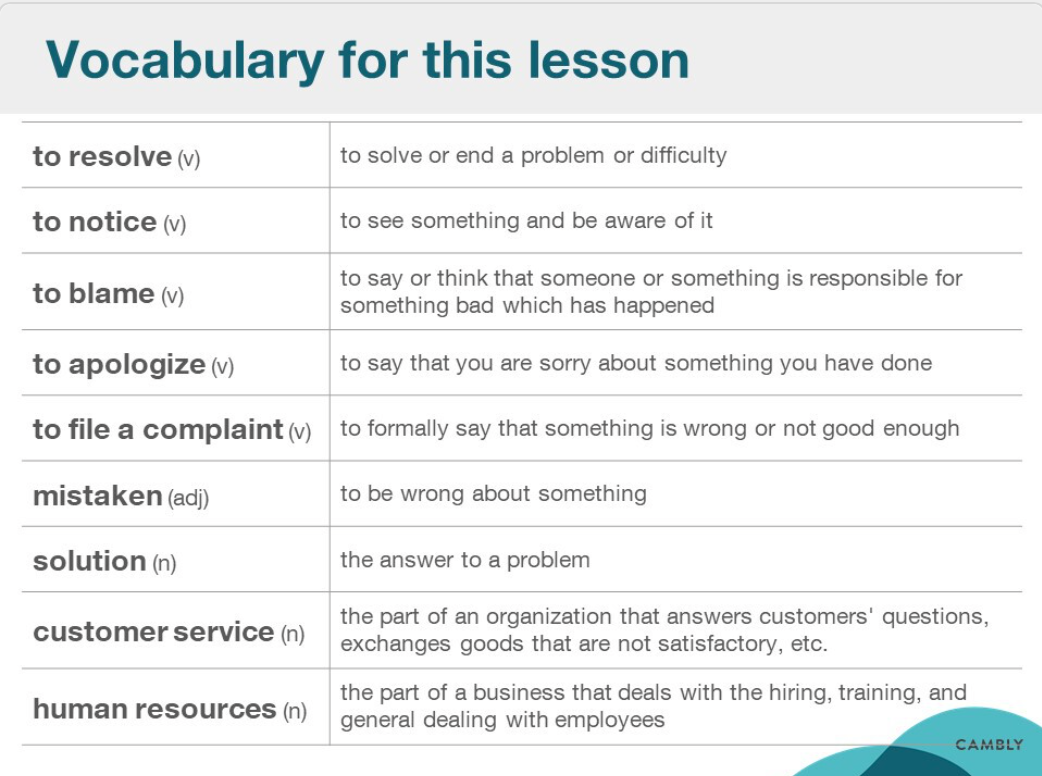 Vocabulary for this lesson
to resolve (v)
to solve or end a problem or difficulty
to notice (v)
to see something and be aware of it
to blame (v)
to say or think that someone or something is responsible for
something bad which has happened
to apologize (v)
to say that you are sorry about something you have done
to file a complaint (v)
to formally say that something is wrong or not good enough
mistaken (adj)
to be wrong about something
solution (n)
the answer to a problem
customer service (n)
the part of an organization that answers customers' questions,
exchanges goods that are not satisfactory, etc.
human resources (n)
the part of a business that deals with the hiring, training, and
general dealing with employees
CAMBLY